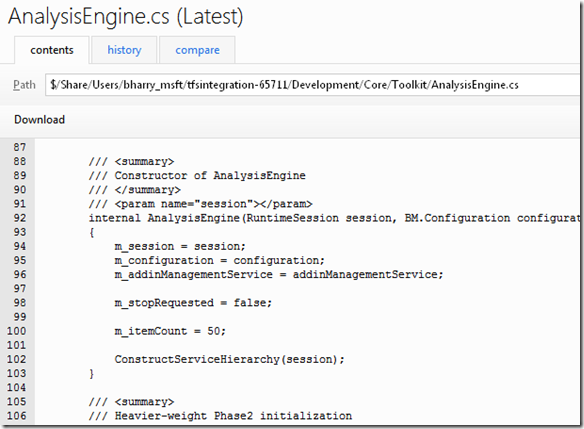 AnalysisEngine.cs (Latest)
contents history compare
Path $/Share/Users/bharry_msft/tfsintegration-65711/Development/Core/Toolkit/AnalysisEngine.cs
Download
87
88 /// <summary>
89 /// Constructor of AnalysisEngine
90 /// </summary>
91 /// <param name="session"></param>
92 internal AnalysisEngine(RuntimeSession session, BM.Configuration configurat
93 {
94 m_session = session;
95 m_configuration = configuration;
96 m_addinManagementService = addinManagementService;
97
98 m_stopRequested = false;
99
100 m_itemCount = 50;
101
102 ConstructServiceHierarchy(session);
103 }
104
105 /// <summary>
106 /// Heavier-weight Phase2 initialization